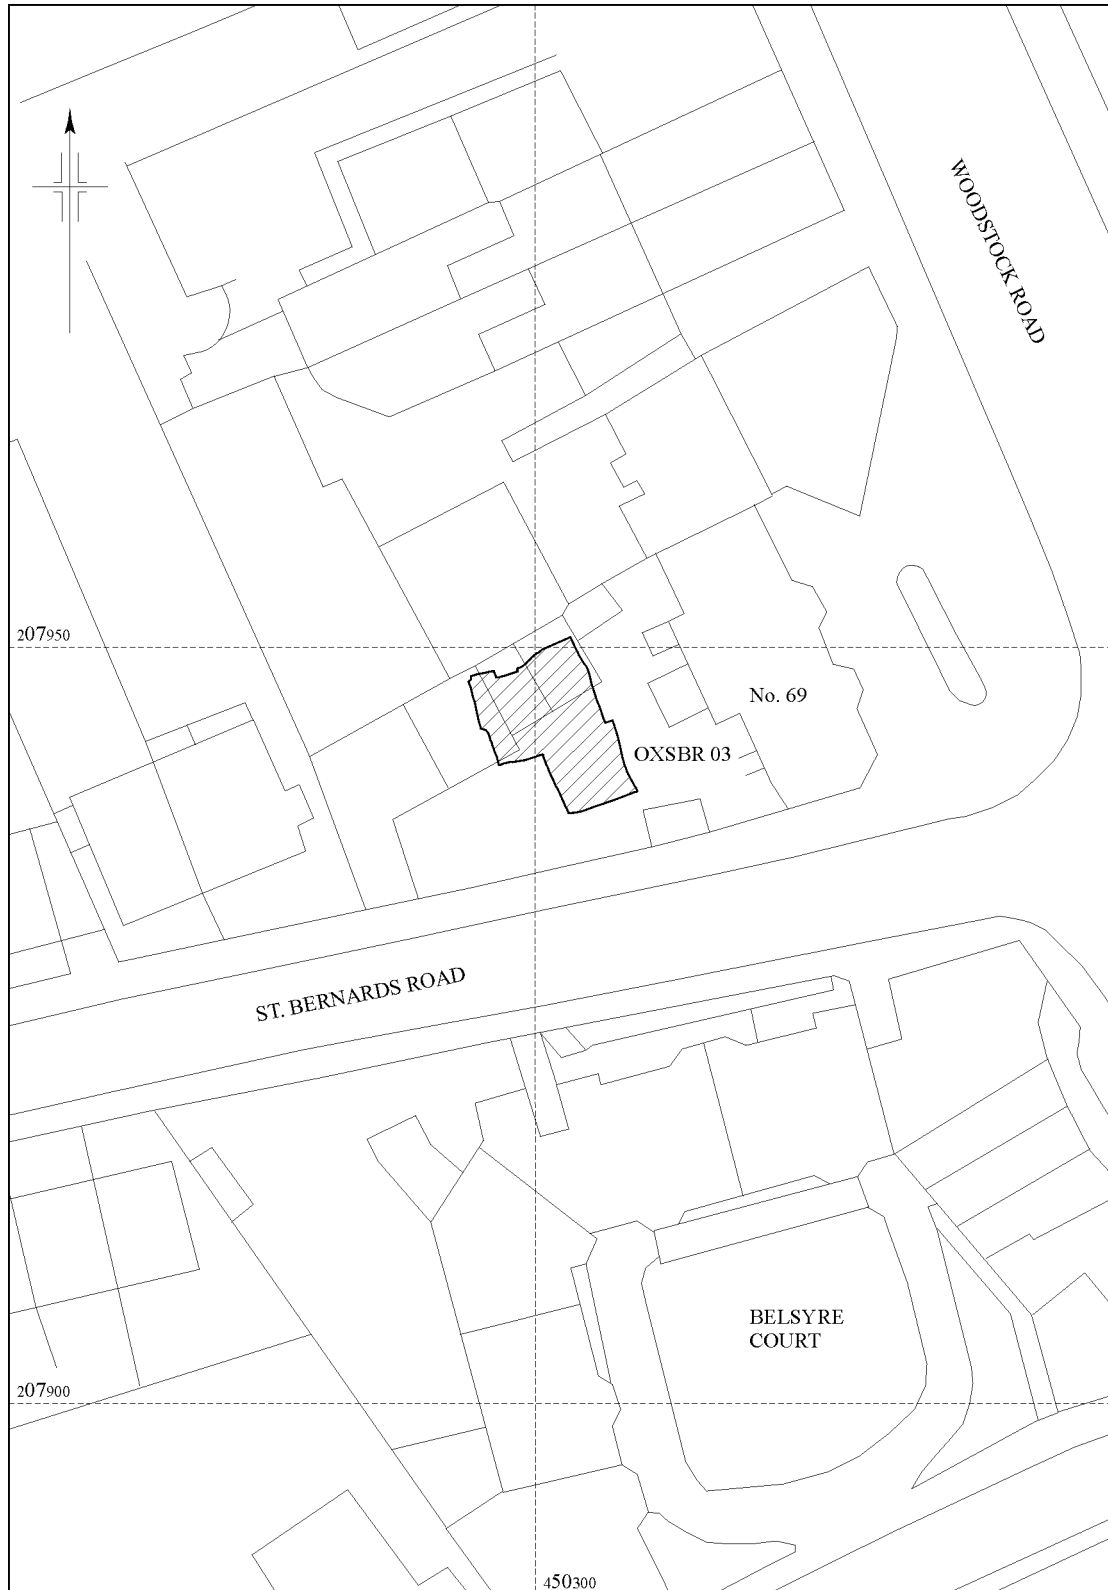 WOODSTOCK ROAD
207950
No. 69
OXSBR 03
ST. BERNARDS ROAD
BELSYRE
COURT
207900
450300